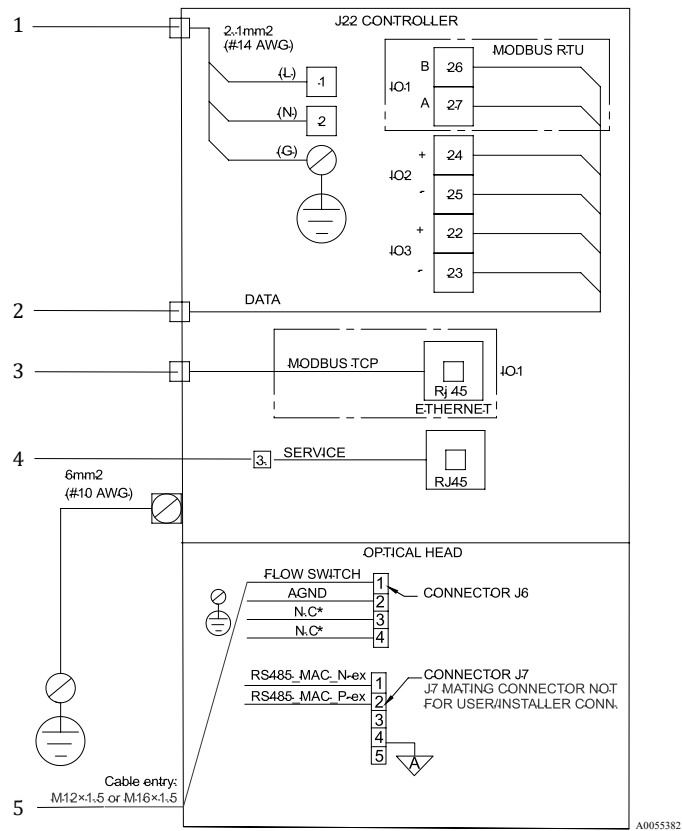 1
2.1mm2
(#14 AWG)
J22 CONTROLLER
MODBUS RTU
(L)
1
B
26
IO1
A
27
(N)
2
(G)
+
24
IO2
-
25
+
22
IO3
-
23
2
DATA
3
MODBUS TCP
IO1
Rj 45
ETHERNET
4
3.
SERVICE
RJ45
6mm2
(#10 AWG)
OPTICAL HEAD
FLOW SWITCH
1
CONNECTOR J6
AGND
2
N.C*
3
N.C*
4
RS485_MAC_N-ex
1
CONNECTOR J7
J7 MATING CONNECTOR NOT
FOR USER/INSTALLER CONN.
RS485_MAC_P-ex
2
3
4
5
A
Cable entry:
M12×1.5 or M16×1.5
5
A0055382